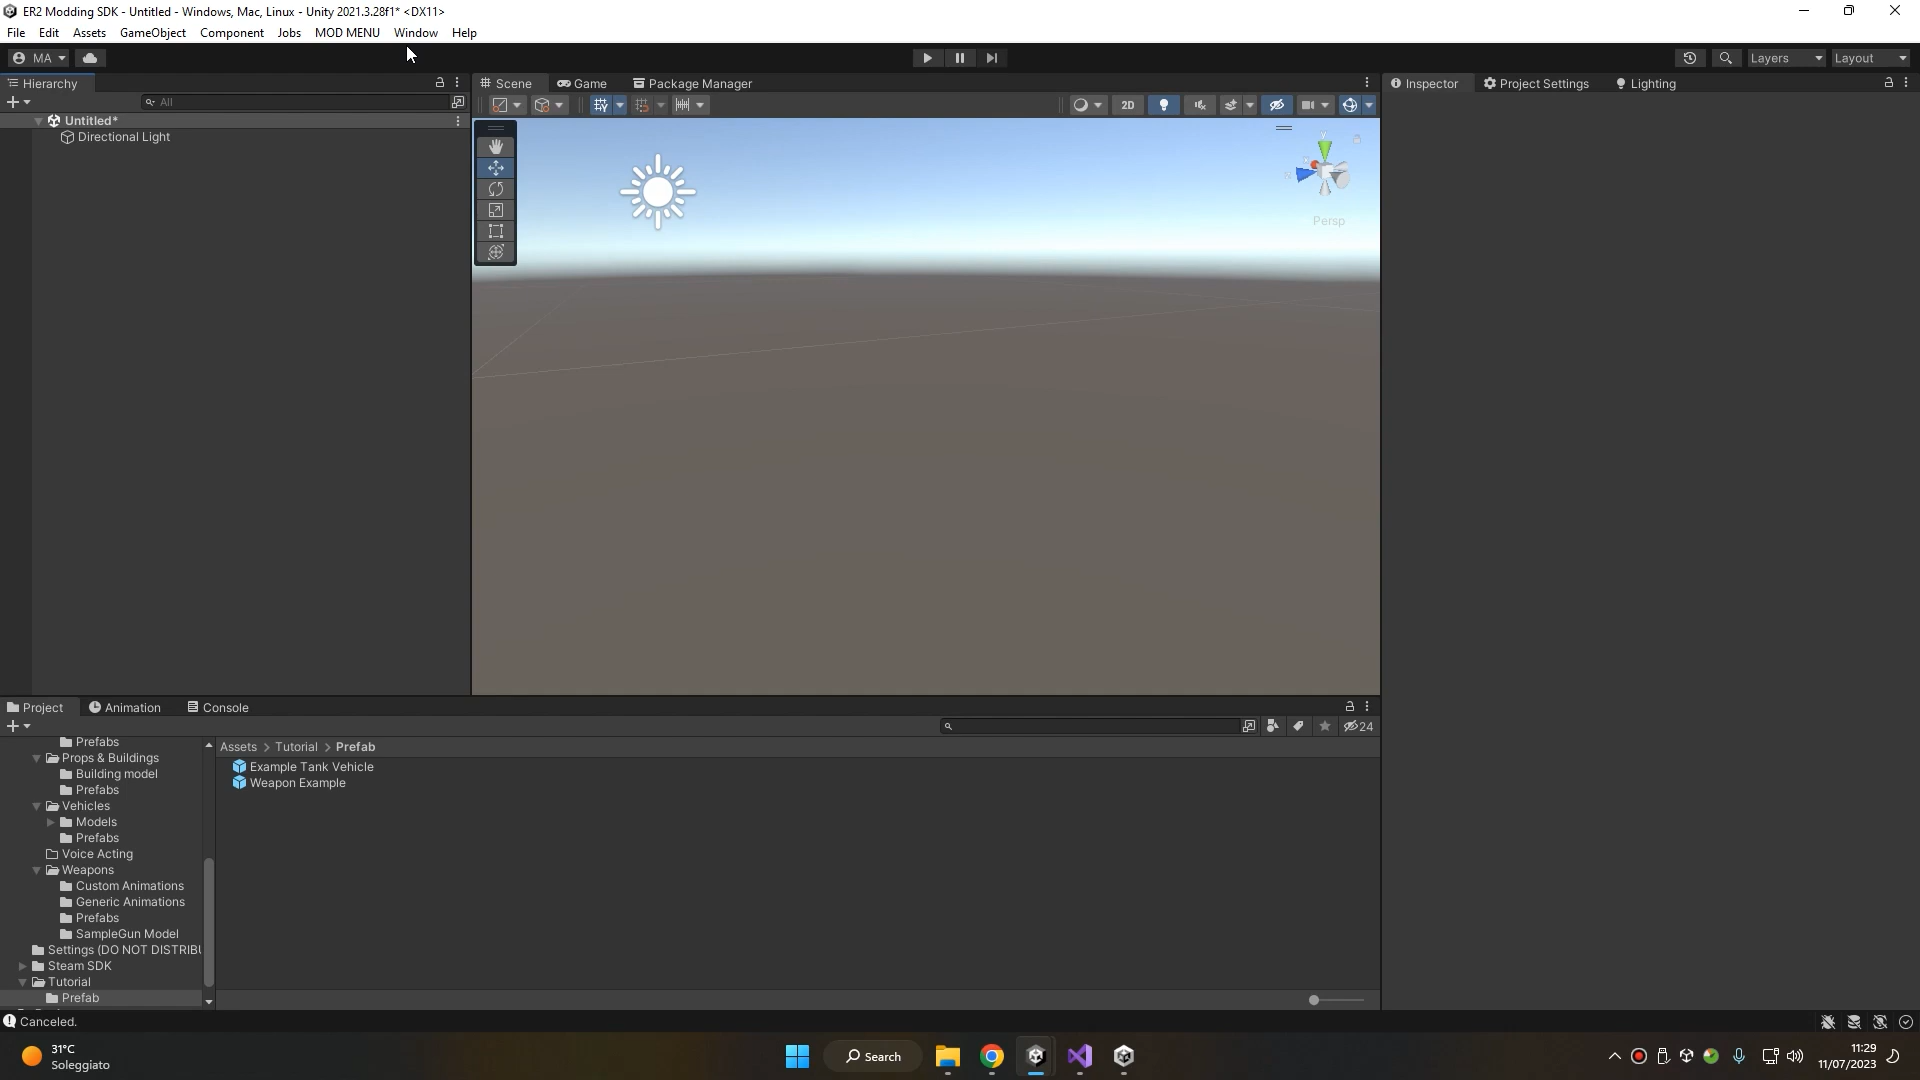 ER2 Modding SDK - Untitled - Windows, Mac, Linux - Unity 2021.3.28f1* <DX11>
File Edit Assets GameObject Component Jobs MOD MENU Window Help
MA Layers Layout
Hierarchy Scene Game Package Manager Inspector Project Settings Lighting
All 2D
Untitled*
Directional Light
Persp
Project Animation Console
24
Prefabs
Assets > Tutorial > Prefab
Props & Buildings
Example Tank Vehicle
Building model
Weapon Example
Prefabs
Vehicles
Models
Prefabs
Voice Acting
Weapons
Custom Animations
Generic Animations
Prefabs
SampleGun Model
Settings (DO NOT DISTRIBU
Steam SDK
Tutorial
Prefab
Canceled.
31°C
Soleggiato
Search
11:29
11/07/2023